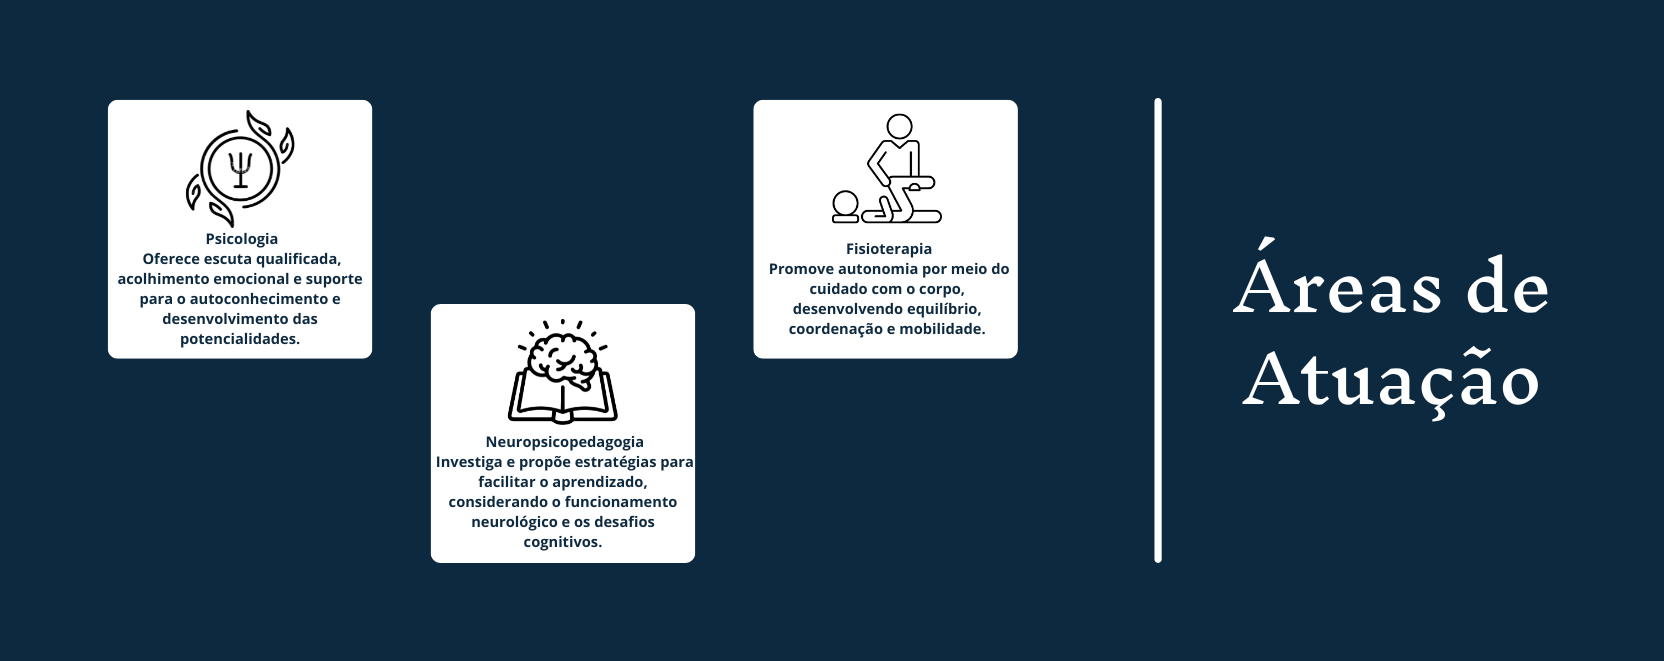 Psicologia
Oferece escuta qualificada,
acolhimento emocional e suporte
para o autoconhecimento e
desenvolvimento das
potencialidades.
Neuropsicopedagogia
Investiga e propõe estratégias para
facilitar o aprendizado,
considerando o funcionamento
neurológico e os desafios
cognitivos.
Fisioterapia
Promove autonomia por meio do
cuidado com o corpo,
desenvolvendo equilíbrio,
coordenação e mobilidade.
Áreas de
Atuação